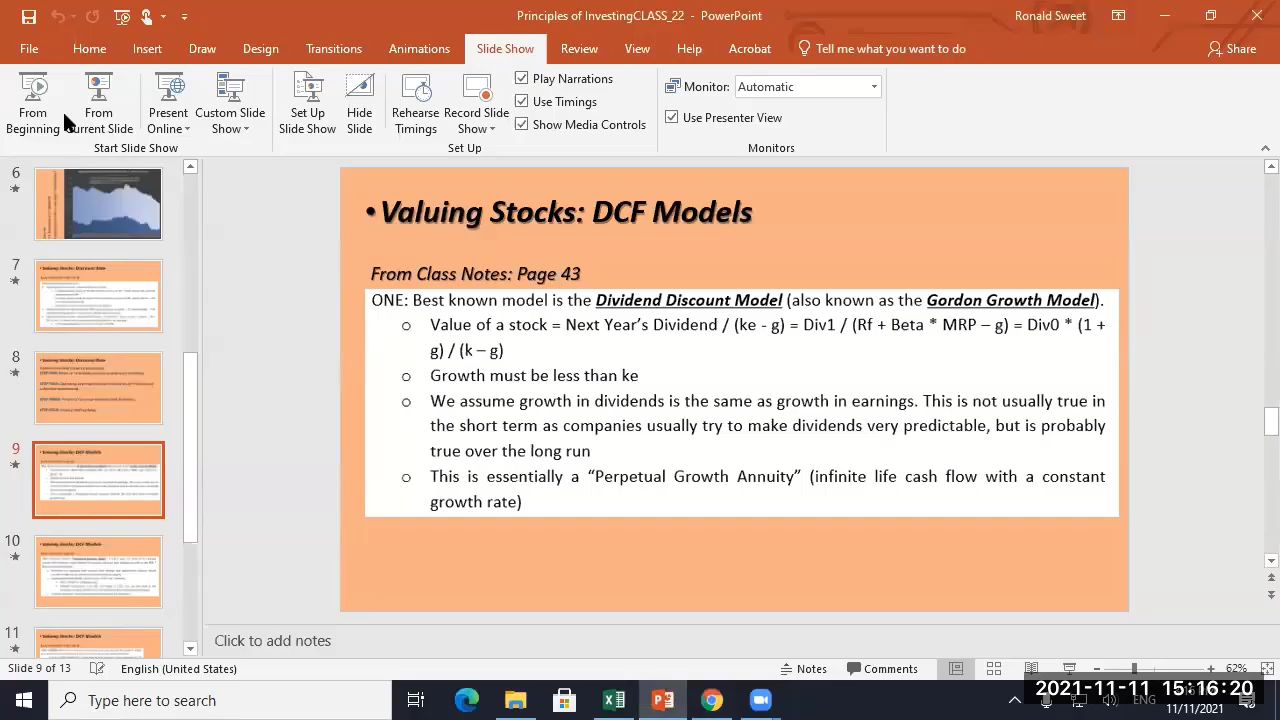 Principles of InvestingCLASS_22 - PowerPoint
Ronald Sweet
File Home Insert Draw Design Transitions Animations Slide Show Review View Help Acrobat Tell me what you want to do Share
From Beginning
From Current Slide
Present Online
Custom Slide Show
Start Slide Show
Set Up Slide Show
Hide Slide
Rehearse Timings
Record Slide Show
Play Narrations
Use Timings
Show Media Controls
Set Up
Monitor: Automatic
Use Presenter View
Monitors
6
7
8
9
10
11
• Valuing Stocks: DCF Models
From Class Notes: Page 43
ONE: Best known model is the Dividend Discount Model (also known as the Gordon Growth Model).
o Value of a stock = Next Year's Dividend / (ke - g) = Div1 / (Rf + Beta * MRP – g) = Div0 * (1 +
g) / (k – g)
o Growth must be less than ke
o We assume growth in dividends is the same as growth in earnings. This is not usually true in
the short term as companies usually try to make dividends very predictable, but is probably
true over the long run
o This is essentially a “Perpetual Growth Annuity” (infinite life cash flow with a constant
growth rate)
Click to add notes
Slide 9 of 13
English (United States)
Notes
Comments
62%
Type here to search
2021-11-11 15:16:20
ENG
11/11/2021